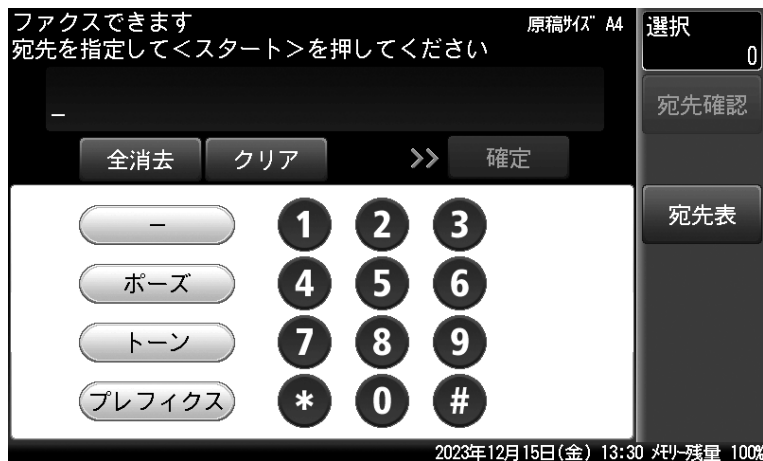 ファクスできます
原稿ｻｲｽﾞ A4
宛先を指定して＜スタート＞を押してください
選択
0
_
宛先確認
全消去
クリア
>>
確定
宛先表
－
1
2
3
ポーズ
4
5
6
トーン
7
8
9
プレフィクス
*
0
#
2023年12月15日(金) 13:30 ﾒﾓﾘｰ残量 100%